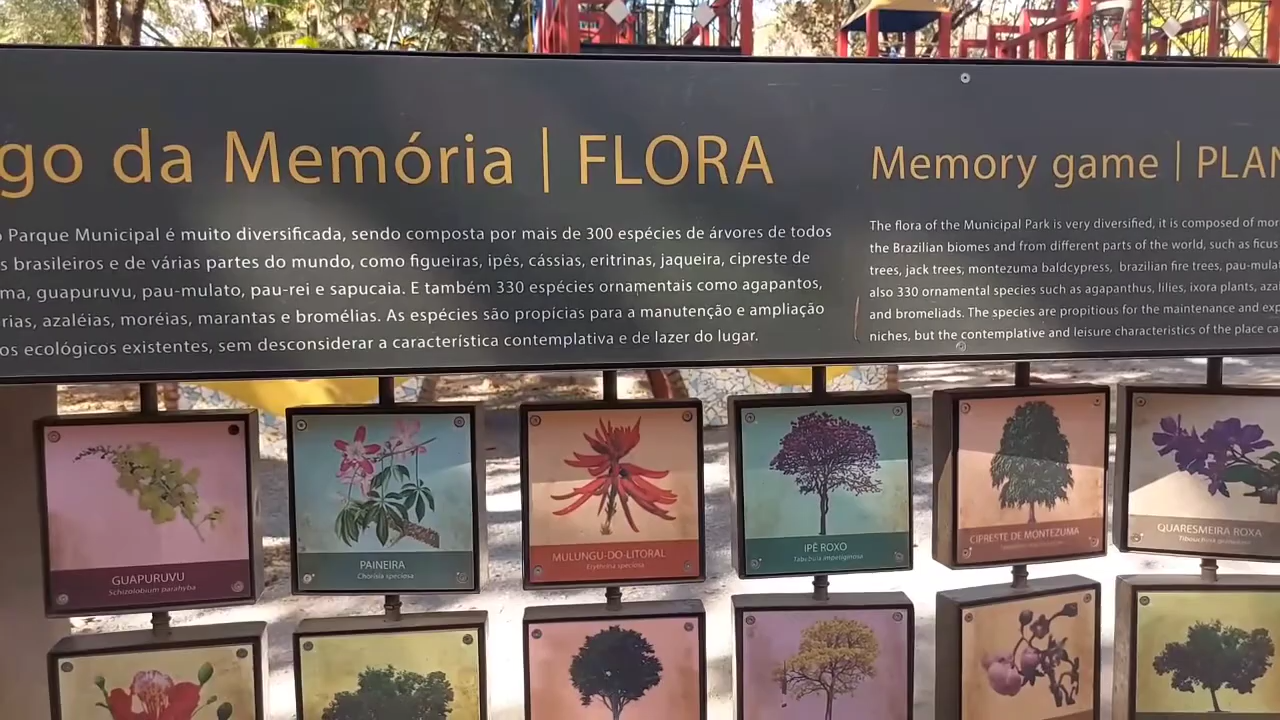 go da Memória | FLORA
Parque Municipal é muito diversificada, sendo composta por mais de 300 espécies de árvores de todos
s brasileiros e de várias partes do mundo, como figueiras, ipês, cássias, eritrinas, jaqueira, cipreste de
ma, guapuruvu, pau-mulato, pau-rei e sapucaia. E também 330 espécies ornamentais como agapantos,
rias, azaléias, moréias, marantas e bromélias. As espécies são propícias para a manutenção e ampliação
os ecológicos existentes, sem desconsiderar a característica contemplativa e de lazer do lugar.
Memory game | PLAN
The flora of the Municipal Park is very diversified, it is composed of mor
the Brazilian biomes and from different parts of the world, such as ficus
trees, jack trees, montezuma baldcypress, brazilian fire trees, pau-mulat
also 330 ornamental species such as agapanthus, lilies, ixora plants, azal
and bromeliads. The species are propitious for the maintenance and exp
niches, but the contemplative and leisure characteristics of the place ca
GUAPURUVU
Schizolobium parahyba
PAINEIRA
Chorisia speciosa
MULUNGU-DO-LITORAL
Erythrina speciosa
IPÊ ROXO
Tabebuia impetiginosa
CIPRESTE DE MONTEZUMA
QUARESMEIRA ROXA
Tibouchina granulosa